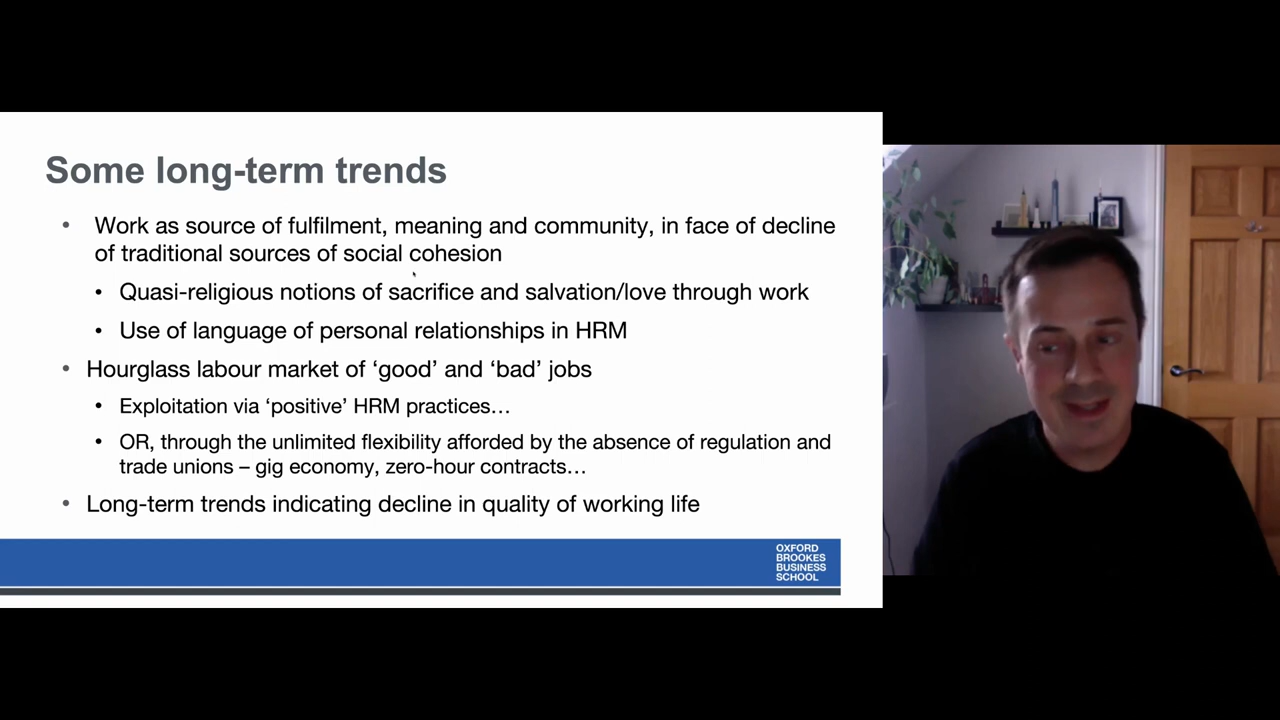 Some long-term trends
• Work as source of fulfilment, meaning and community, in face of decline
of traditional sources of social cohesion
• Quasi-religious notions of sacrifice and salvation/love through work
• Use of language of personal relationships in HRM
• Hourglass labour market of ‘good’ and ‘bad’ jobs
• Exploitation via ‘positive’ HRM practices…
• OR, through the unlimited flexibility afforded by the absence of regulation and
trade unions – gig economy, zero-hour contracts…
• Long-term trends indicating decline in quality of working life
OXFORD
BROOKES
BUSINESS
SCHOOL